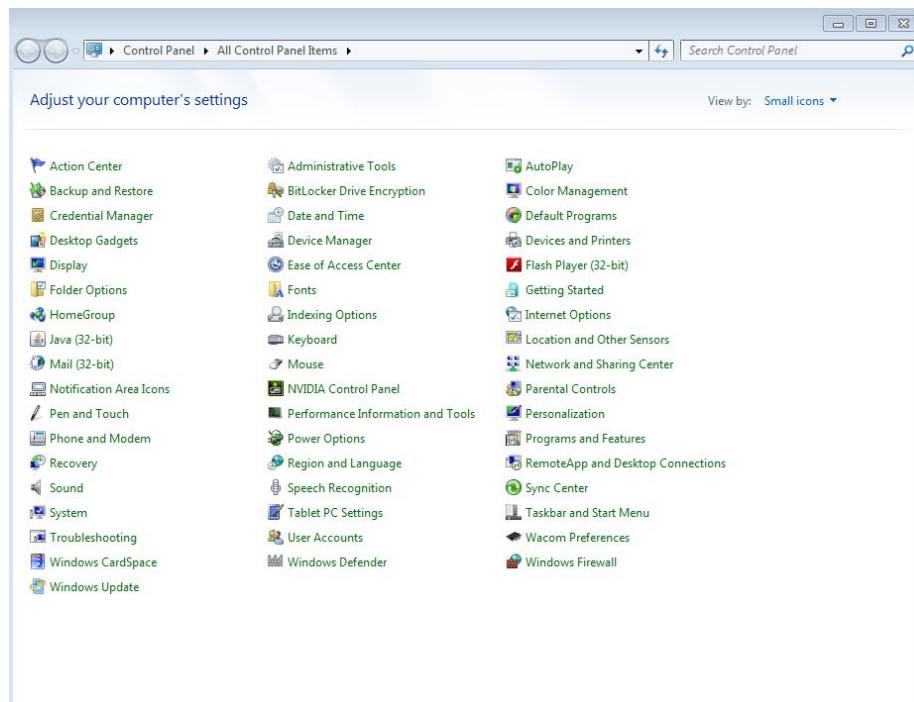 Control Panel All Control Panel Items Search Control Panel
Adjust your computer's settings View by: Small icons
Action Center Administrative Tools AutoPlay
Backup and Restore BitLocker Drive Encryption Color Management
Credential Manager Date and Time Default Programs
Desktop Gadgets Device Manager Devices and Printers
Display Ease of Access Center Flash Player (32-bit)
Folder Options Fonts Getting Started
HomeGroup Indexing Options Internet Options
Java (32-bit) Keyboard Location and Other Sensors
Mail (32-bit) Mouse Network and Sharing Center
Notification Area Icons NVIDIA Control Panel Parental Controls
Pen and Touch Performance Information and Tools Personalization
Phone and Modem Power Options Programs and Features
Recovery Region and Language RemoteApp and Desktop Connections
Sound Speech Recognition Sync Center
System Tablet PC Settings Taskbar and Start Menu
Troubleshooting User Accounts Wacom Preferences
Windows CardSpace Windows Defender Windows Firewall
Windows Update